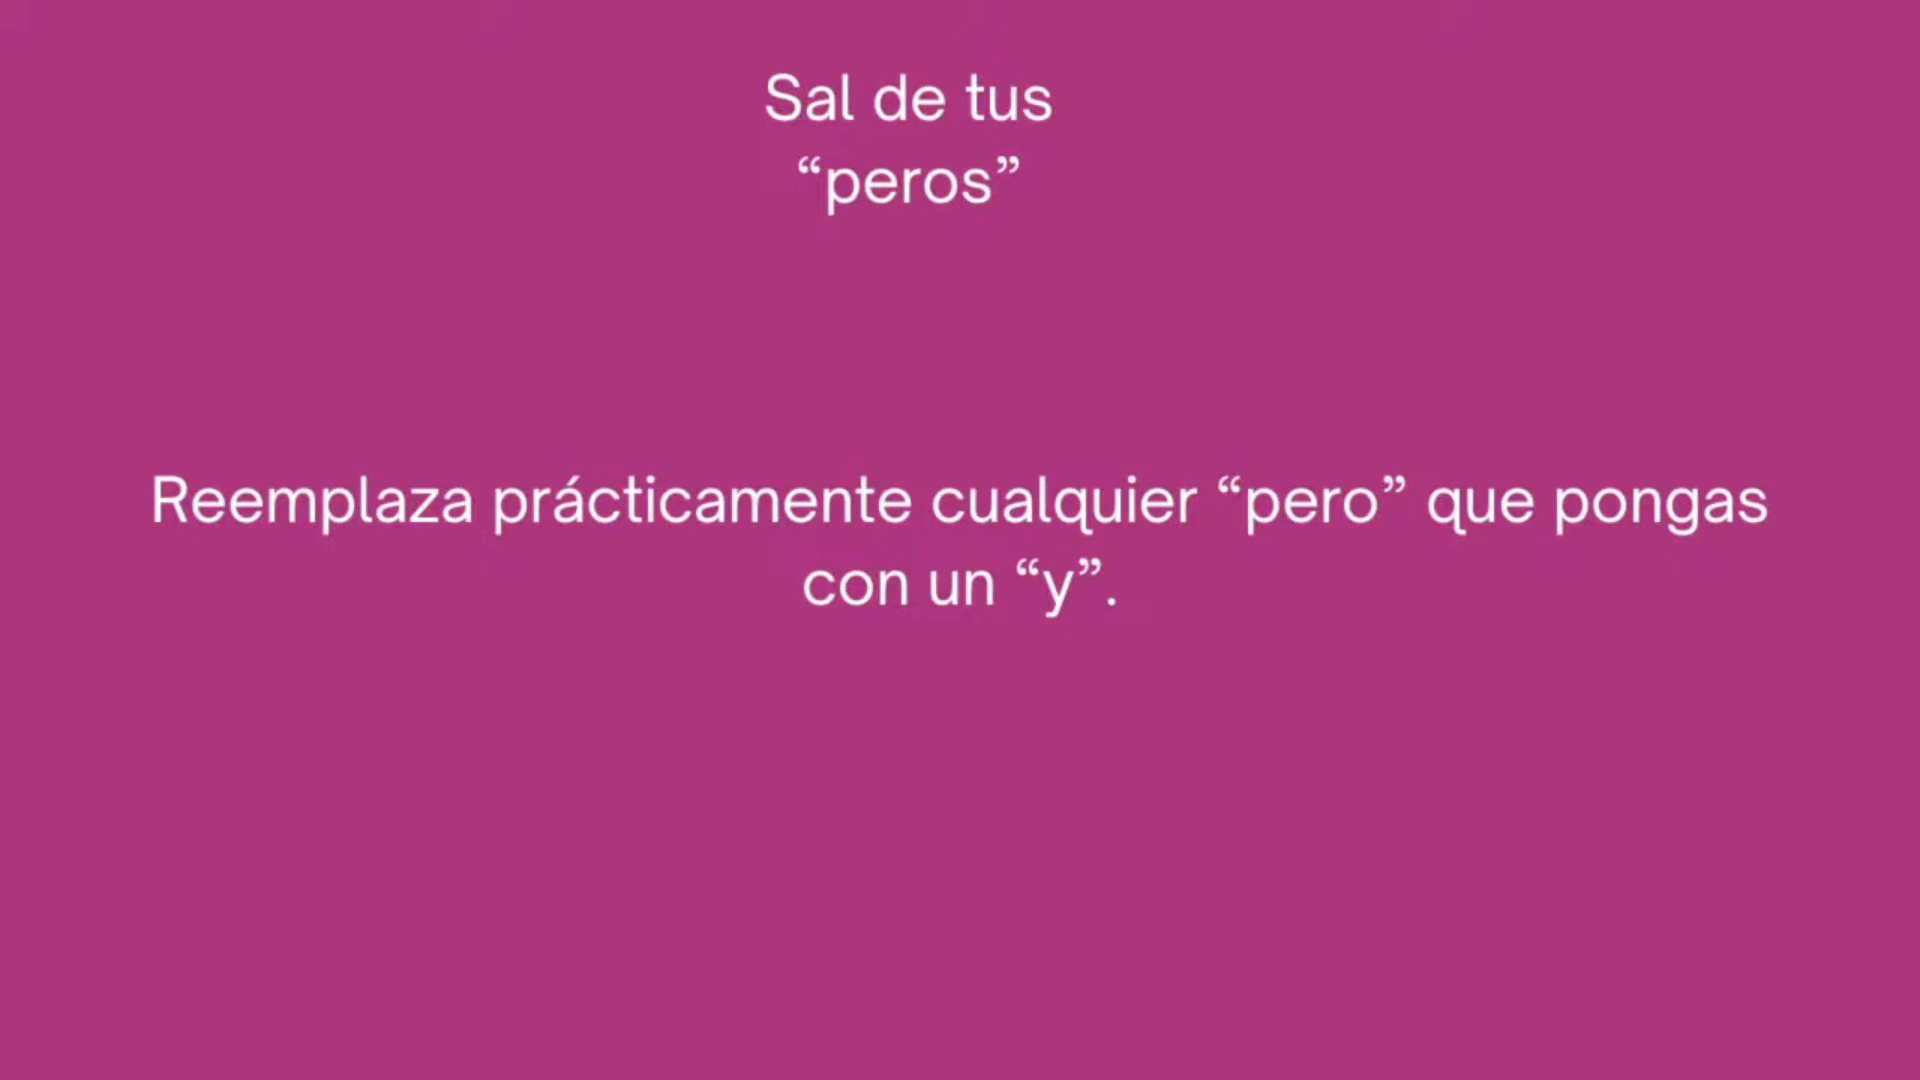 Sal de tus
“peros”
Reemplaza prácticamente cualquier “pero” que pongas
con un “y”.